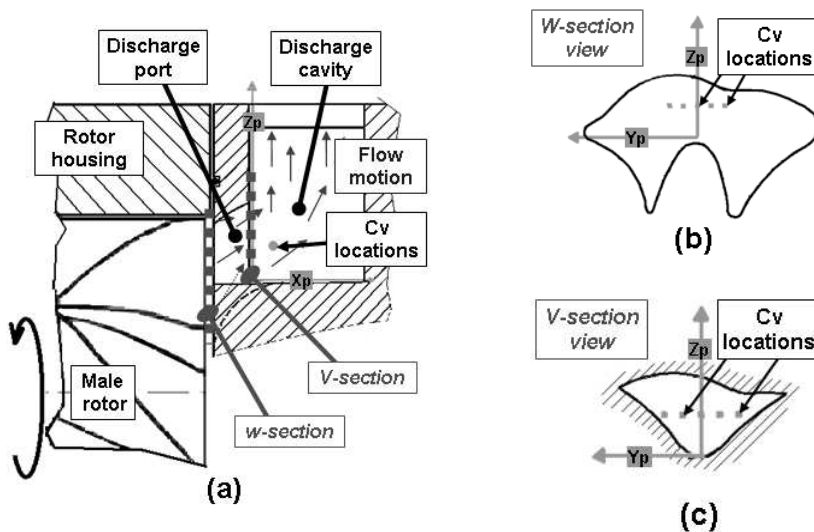 Discharge
port
Discharge
cavity
Rotor
housing
Zp
Flow
motion
Cv
locations
Xp
Male
rotor
V-section
w-section
(a)
W-section
view
Zp
Cv
locations
Yp
(b)
V-section
view
Zp
Cv
locations
Yp
(c)